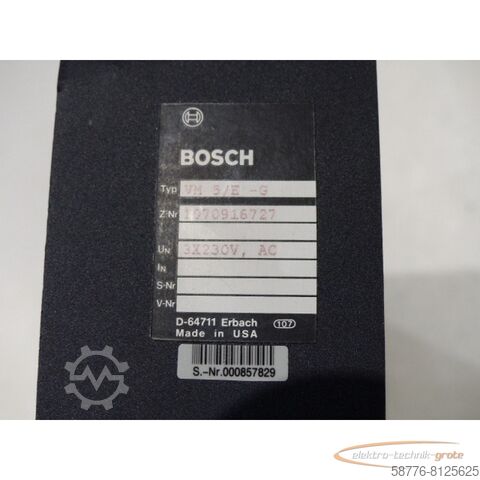 BOSCH
Typ VM 5/E -G
Z-Nr 1070916727
UN 3X230V, AC
IN
S-Nr
V-Nr
D-64711 Erbach 107
Made in USA
S.-Nr.000857829
elektro-technik-grote
58776-8125625